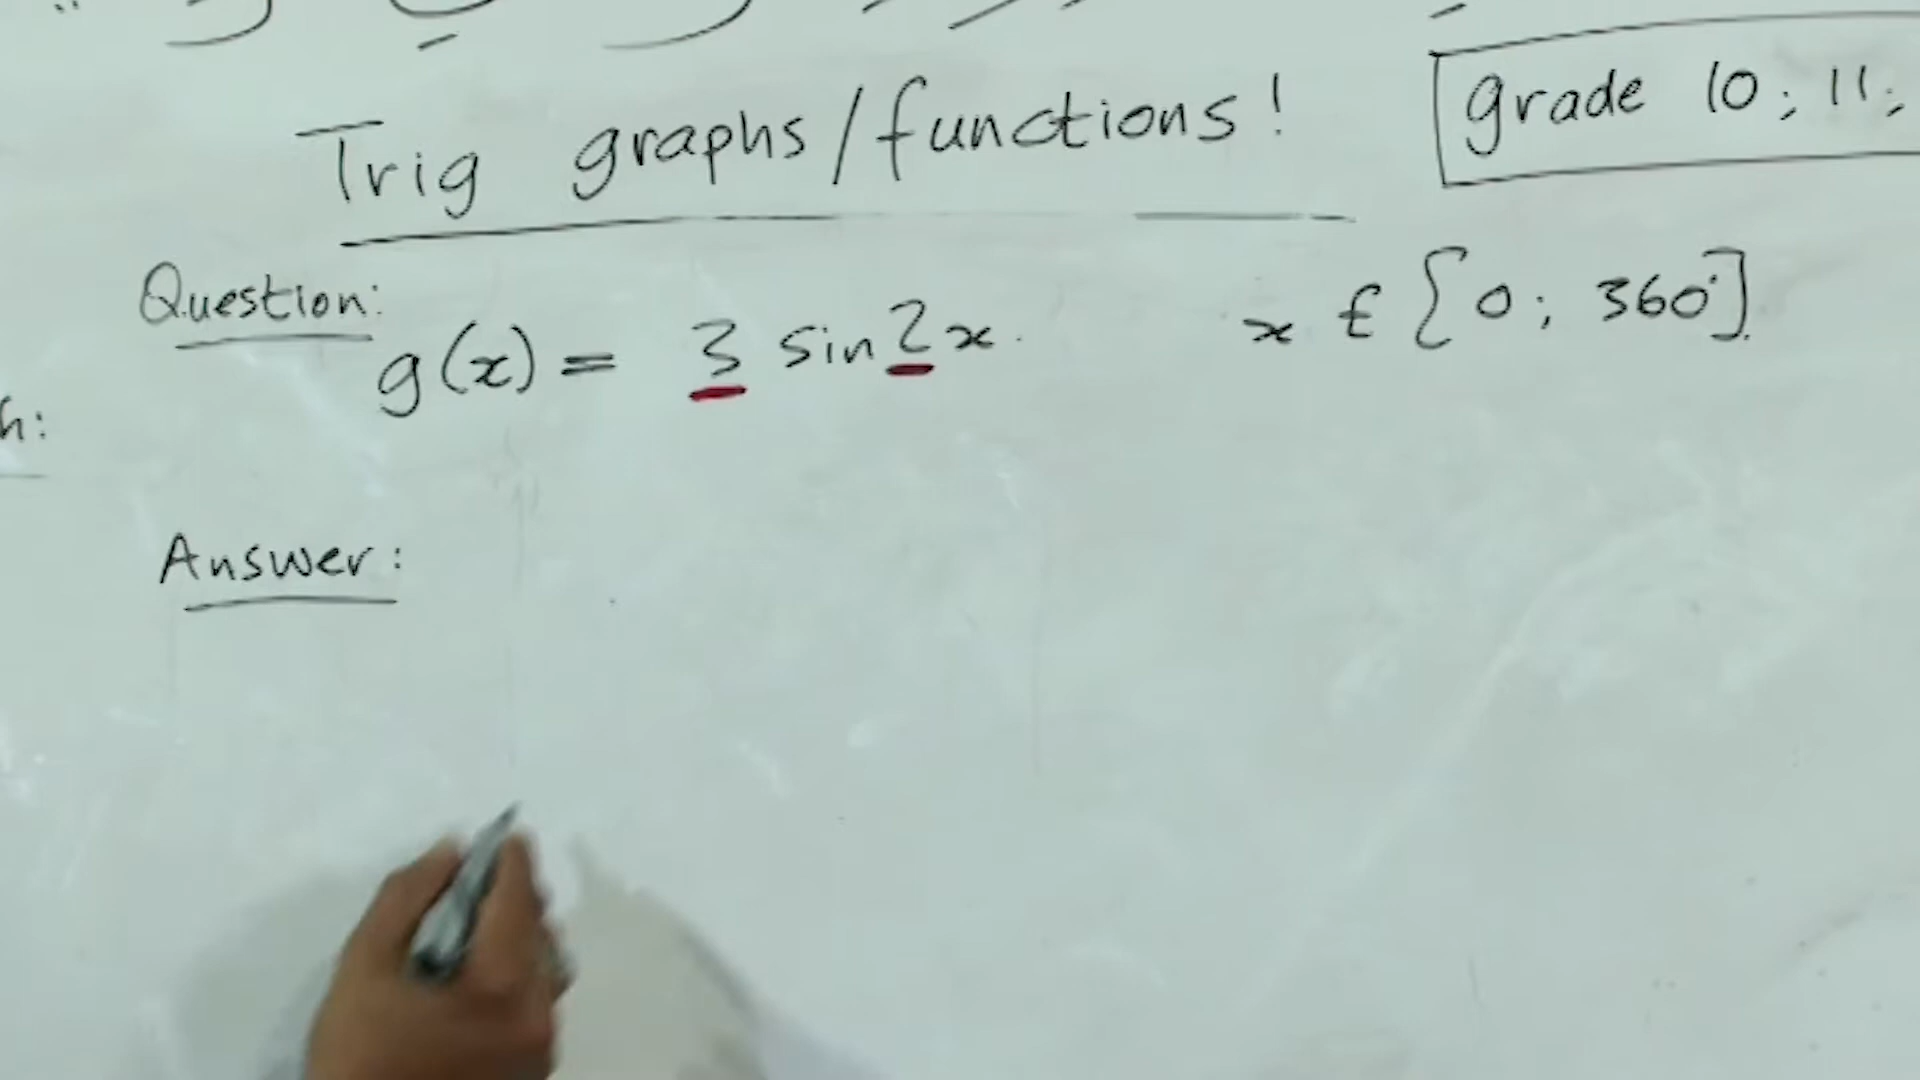 Trig graphs/functions!
grade 10; 11;
Question:
g(x) = 3 sin 2x. x € [0; 360°]
h:
Answer: